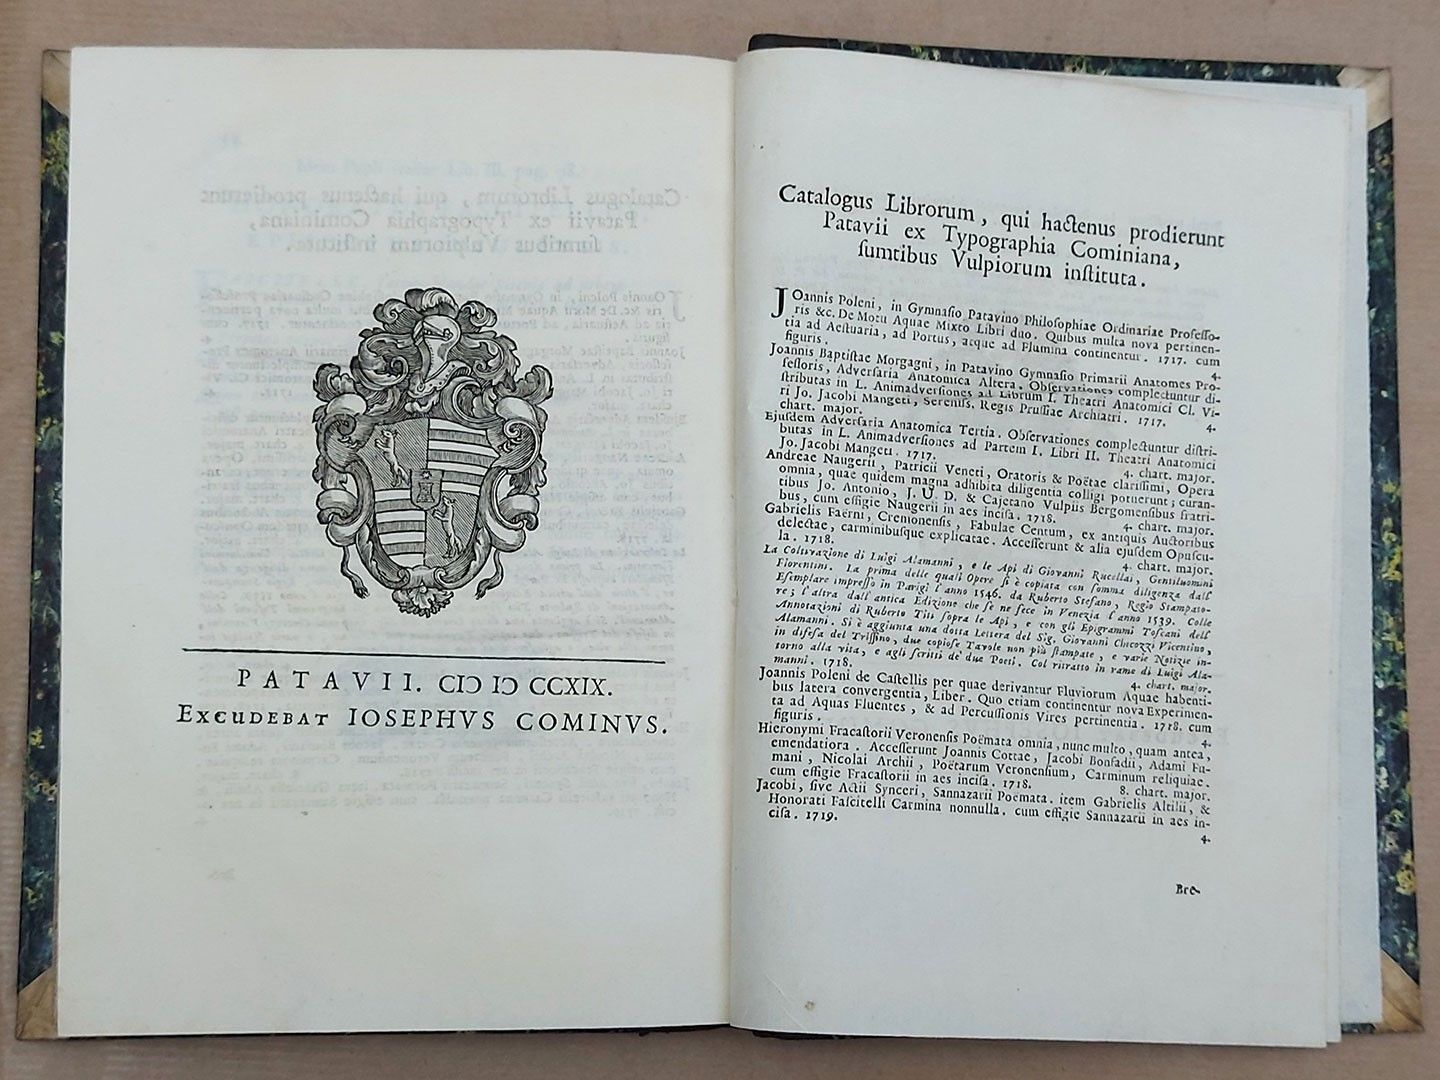 PATAVII. CIↃ IↃ CCXIX.
EXCUDEBAT IOSEPHVS COMINVS.
Catalogus Librorum, qui hactenus prodierunt
Patavii ex Typographia Cominiana,
ſumtibus Vulpiorum inſtituta.
JOannis Poleni, in Gymnaſio Patavino Philoſophiae Ordinariae Profeſſo-
ris &c. De Motu Aquae Mixto Libri duo. Quibus multa nova pertinen-
tia ad Aeſtuaria, ad Portus, atque ad Flumina continentur. 1717. cum
figuris. 4.
Joannis Baptiſtae Morgagni, in Patavino Gymnaſio Primarii Anatomes Pro-
feſſoris, Adverſaria Anatomica Altera. Obſervationes complectuntur di-
ſtributas in L. Animadverſiones ad Librum I. Theatri Anatomici Cl. Vi-
ri Jo. Jacobi Mangeti, Sereniſſ. Regis Pruſſiae Archiatri. 1717. 4.
chart. major.
Ejuſdem Adverſaria Anatomica Tertia. Obſervationes complectuntur diſtri-
butas in L. Animadverſiones ad Partem I. Libri II. Theatri Anatomici
Jo. Jacobi Mangeti. 1717. 4. chart. major.
Andreae Naugerii, Patricii Veneti, Oratoris & Poëtae clariſſimi, Opera
omnia, quae quidem magna adhibita diligentia colligi potuerunt; curan-
tibus Jo. Antonio, J. U. D. & Cajetano Vulpiis Bergomenſibus fratri-
bus, cum effigie Naugerii in aes inciſa. 1718. 4. chart. major.
Gabrielis Faerni, Cremonenſis, Fabulae Centum, ex antiquis Auctoribus
delectae, carminibuſque explicatae. Acceſſerunt & alia ejuſdem Opuſcu-
la. 1718. 4. chart. major.
La Coltivazione di Luigi Alamanni, e le Api di Giovanni Rucellai, Gentiluomini
Fiorentini. La prima delle quali Opere ſi è copiata con ſomma diligenza dall'
Eſemplare impreſſo in Parigi l'anno 1546. da Ruberto Stefano, Regio Stampato-
re; l'altra dall'antica Edizione che ſe ne fece in Venezia l'anno 1539. Colle
Annotazioni di Ruberto Titi ſopra le Api, e con gli Epigrammi Toſcani dell'
Alamanni. Si è aggiunta una dotta Lettera del Sig. Giovanni Checozzi Vicentino,
in difeſa del Triſſino, due copioſe Tavole non più ſtampate, e varie Notizie in-
torno alla vita, e agli ſcritti de' due Poeti. Col ritratto in rame di Luigi Ala-
manni. 1718. 4. chart. major.
Joannis Poleni de Caſtellis per quae derivantur Fluviorum Aquae habenti-
bus latera convergentia, Liber. Quo etiam continentur nova Experimen-
ta ad Aquas Fluentes, & ad Percuſſionis Vires pertinentia. 1718. cum
figuris. 4.
Hieronymi Fracaſtorii Veronenſis Poëmata omnia, nunc multo, quam antea,
emendatiora. Acceſſerunt Joannis Cottae, Jacobi Bonfadii, Adami Fu-
mani, Nicolai Archii, Poëtarum Veronenſium, Carminum reliquiae.
cum effigie Fracaſtorii in aes inciſa. 1718. 8. chart. major.
Jacobi, ſive Actii Synceri, Sannazarii Poëmata. item Gabrielis Altilii, &
Honorati Faſcitelli Carmina nonnulla. cum effigie Sannazarii in aes in-
ciſa. 1719. 4.
Bre-